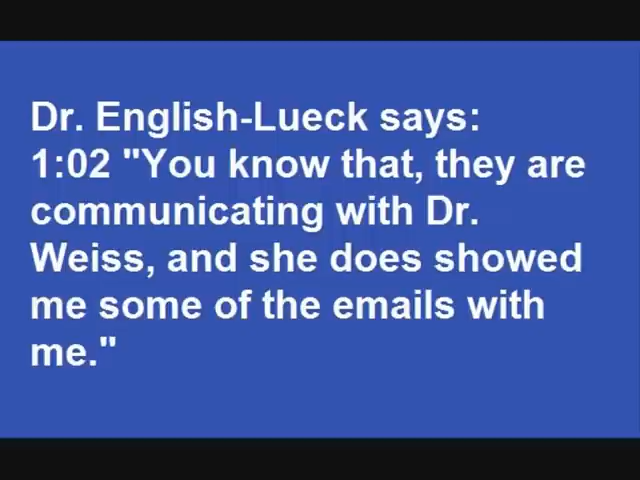 Dr. English-Lueck says:
1:02 "You know that, they are
communicating with Dr.
Weiss, and she does showed
me some of the emails with
me."